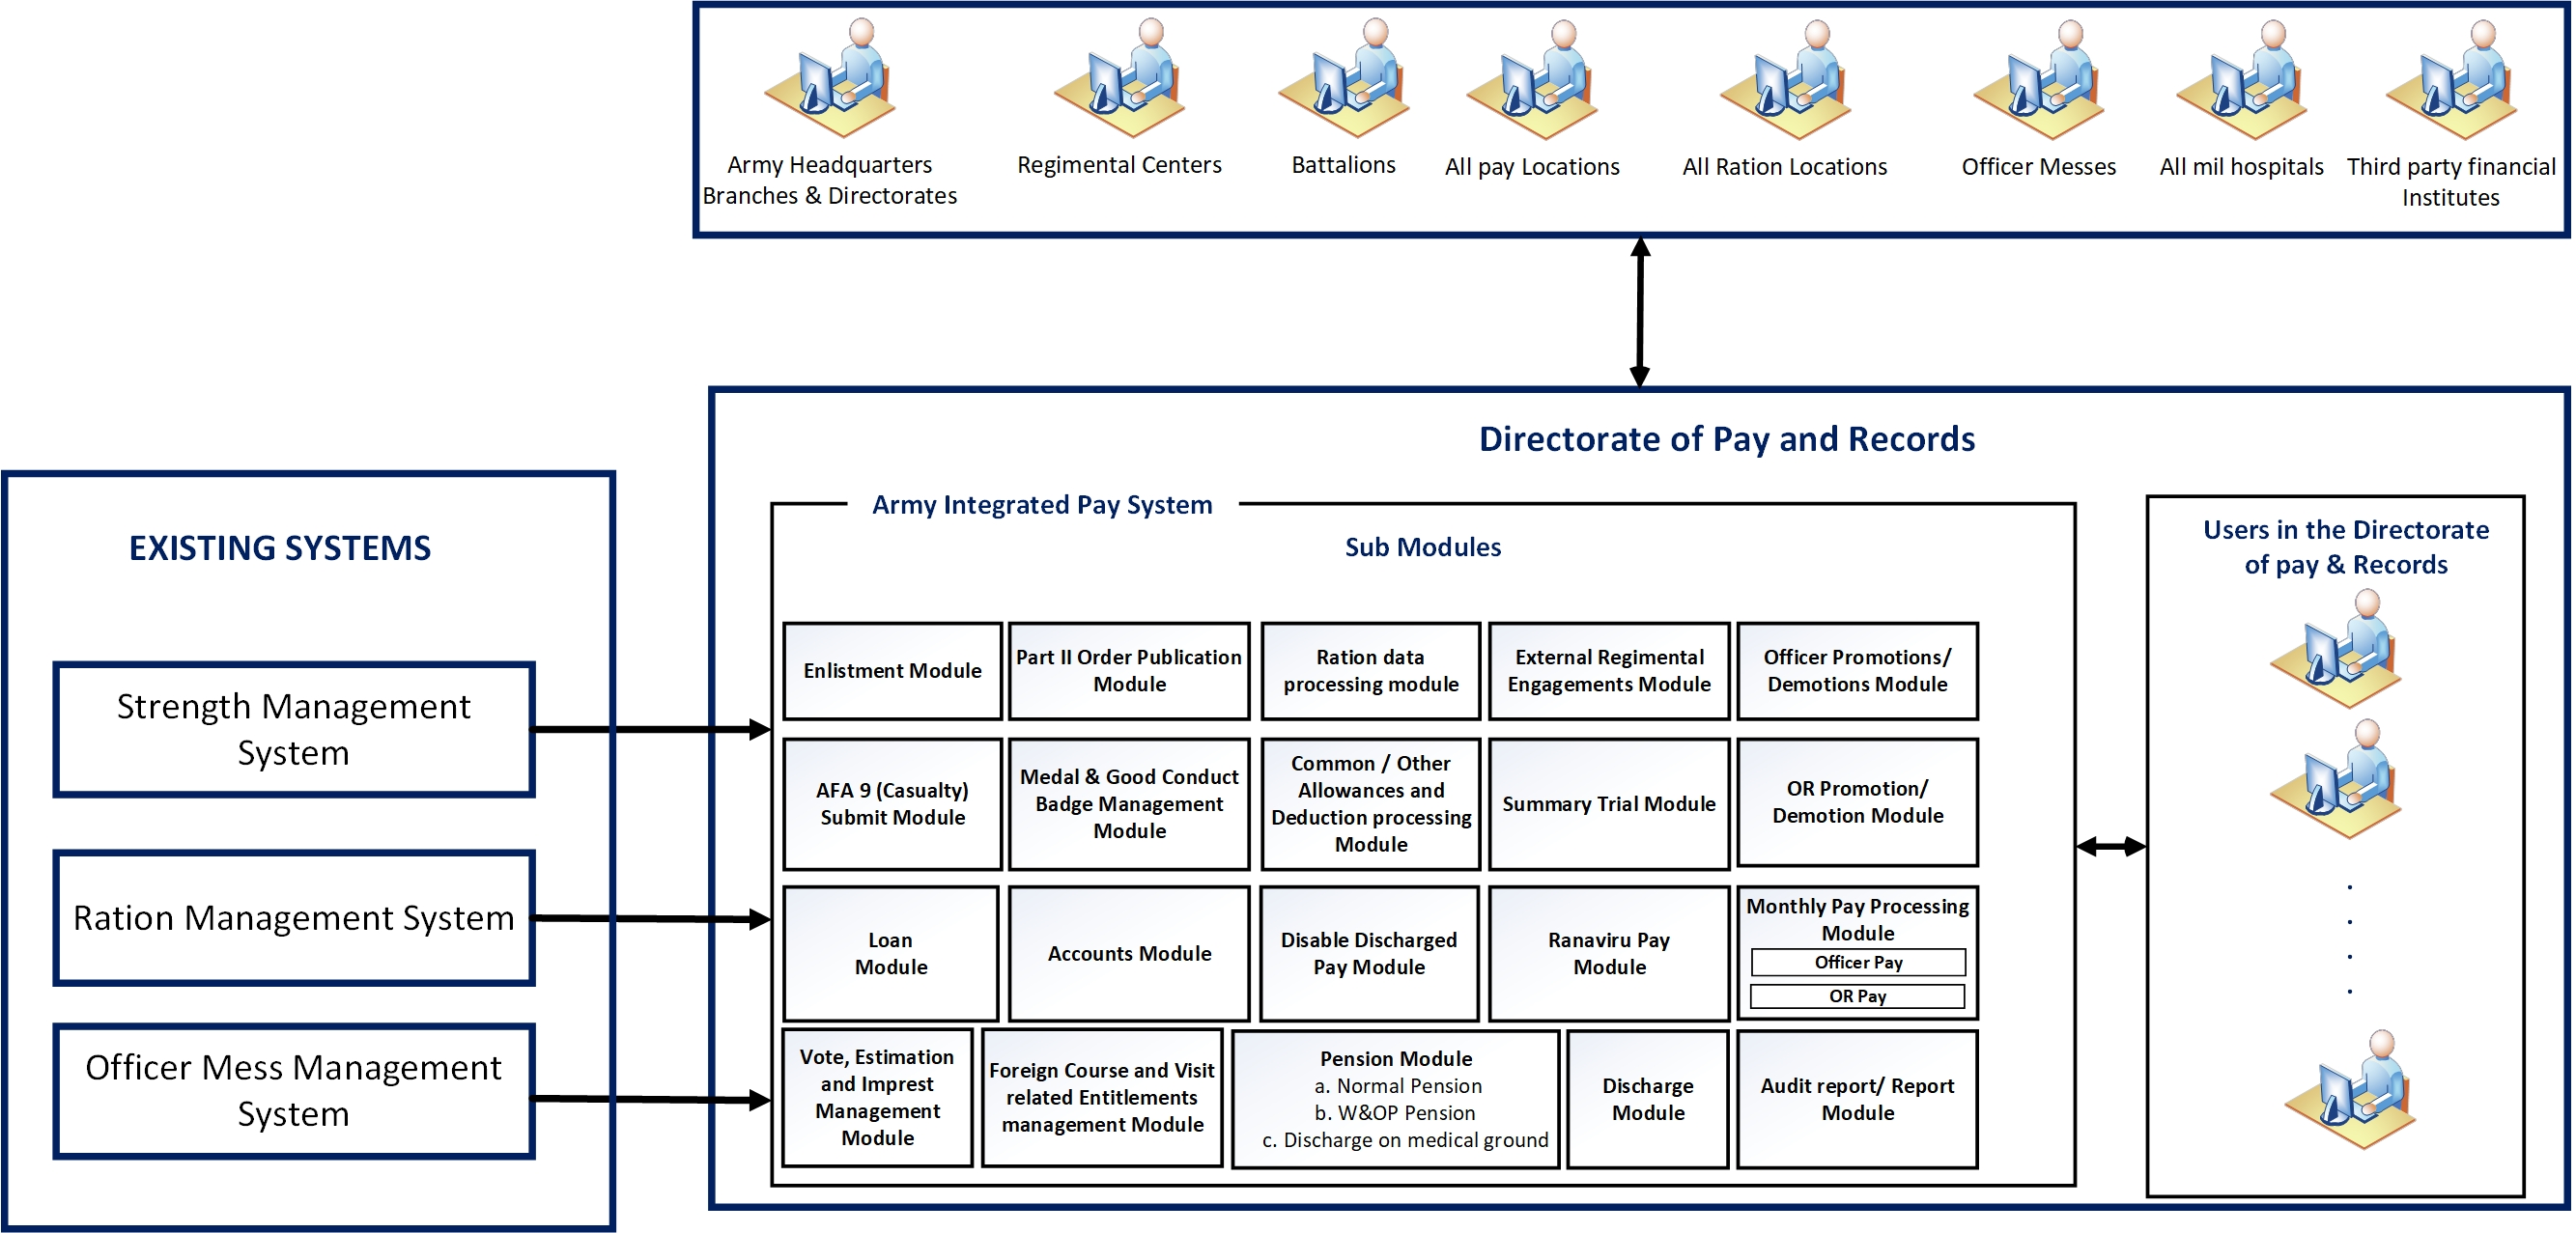 Army Headquarters
Branches & Directorates
Regimental Centers
Battalions
All pay Locations
All Ration Locations
Officer Messes
All mil hospitals
Third party financial
Institutes
Directorate of Pay and Records
EXISTING SYSTEMS
Strength Management
System
Ration Management System
Officer Mess Management
System
Army Integrated Pay System
Sub Modules
Enlistment Module
Part II Order Publication
Module
Ration data
processing module
External Regimental
Engagements Module
Officer Promotions/
Demotions Module
AFA 9 (Casualty)
Submit Module
Medal & Good Conduct
Badge Management
Module
Common / Other
Allowances and
Deduction processing
Module
Summary Trial Module
OR Promotion/
Demotion Module
Loan
Module
Accounts Module
Disable Discharged
Pay Module
Ranaviru Pay
Module
Monthly Pay Processing
Module
Officer Pay
OR Pay
Vote, Estimation
and Imprest
Management
Module
Foreign Course and Visit
related Entitlements
management Module
Pension Module
a. Normal Pension
b. W&OP Pension
c. Discharge on medical ground
Discharge
Module
Audit report/ Report
Module
Users in the Directorate
of pay & Records